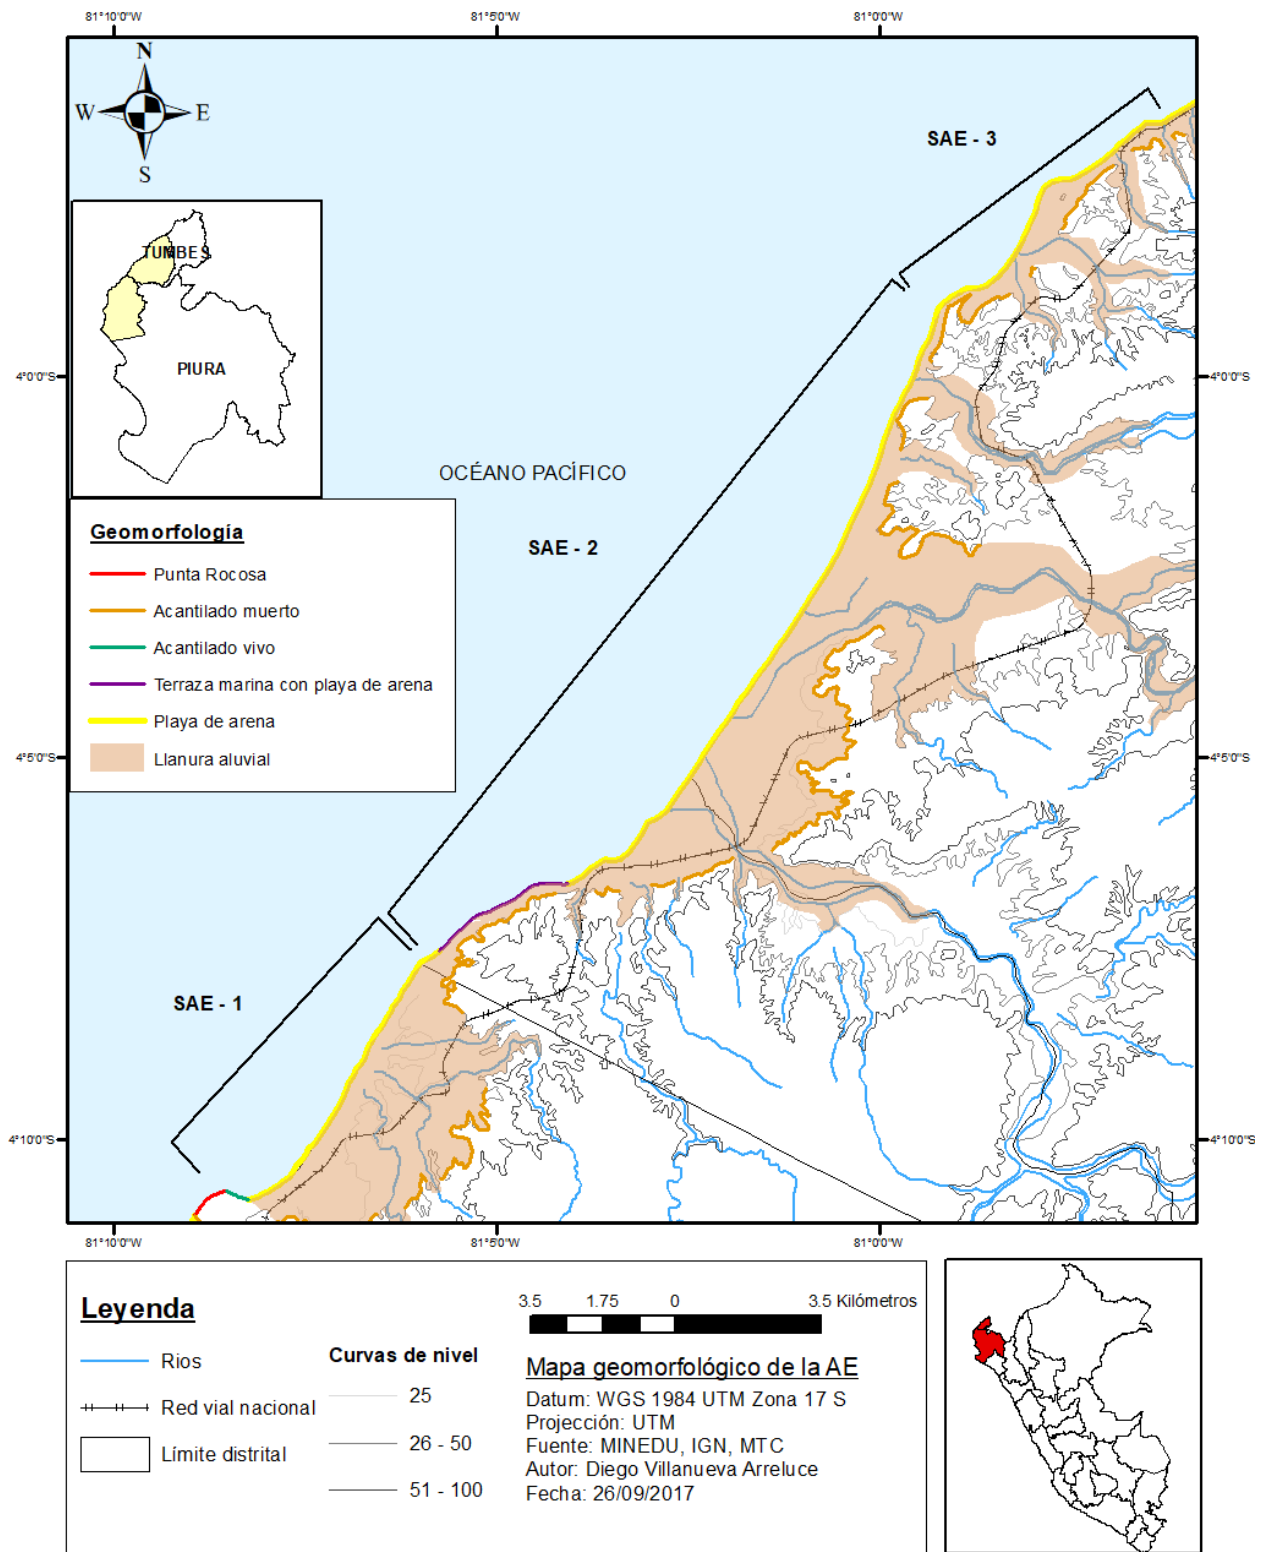 81°10'0"W
81°5'0"W
81°0'0"W
N
W
E
S
SAE - 3
TUMBES
PIURA
4°0'0"S
4°0'0"S
OCÉANO PACÍFICO
SAE - 2
Geomorfología
Punta Rocosa
Acantilado muerto
Acantilado vivo
Terraza marina con playa de arena
Playa de arena
Llanura aluvial
4°5'0"S
4°5'0"S
SAE - 1
4°10'0"S
4°10'0"S
81°10'0"W
81°5'0"W
81°0'0"W
Leyenda
Rios
Red vial nacional
Límite distrital
Curvas de nivel
25
26 - 50
51 - 100
3.5 1.75 0 3.5 Kilómetros
Mapa geomorfológico de la AE
Datum: WGS 1984 UTM Zona 17 S
Projección: UTM
Fuente: MINEDU, IGN, MTC
Autor: Diego Villanueva Arreluce
Fecha: 26/09/2017